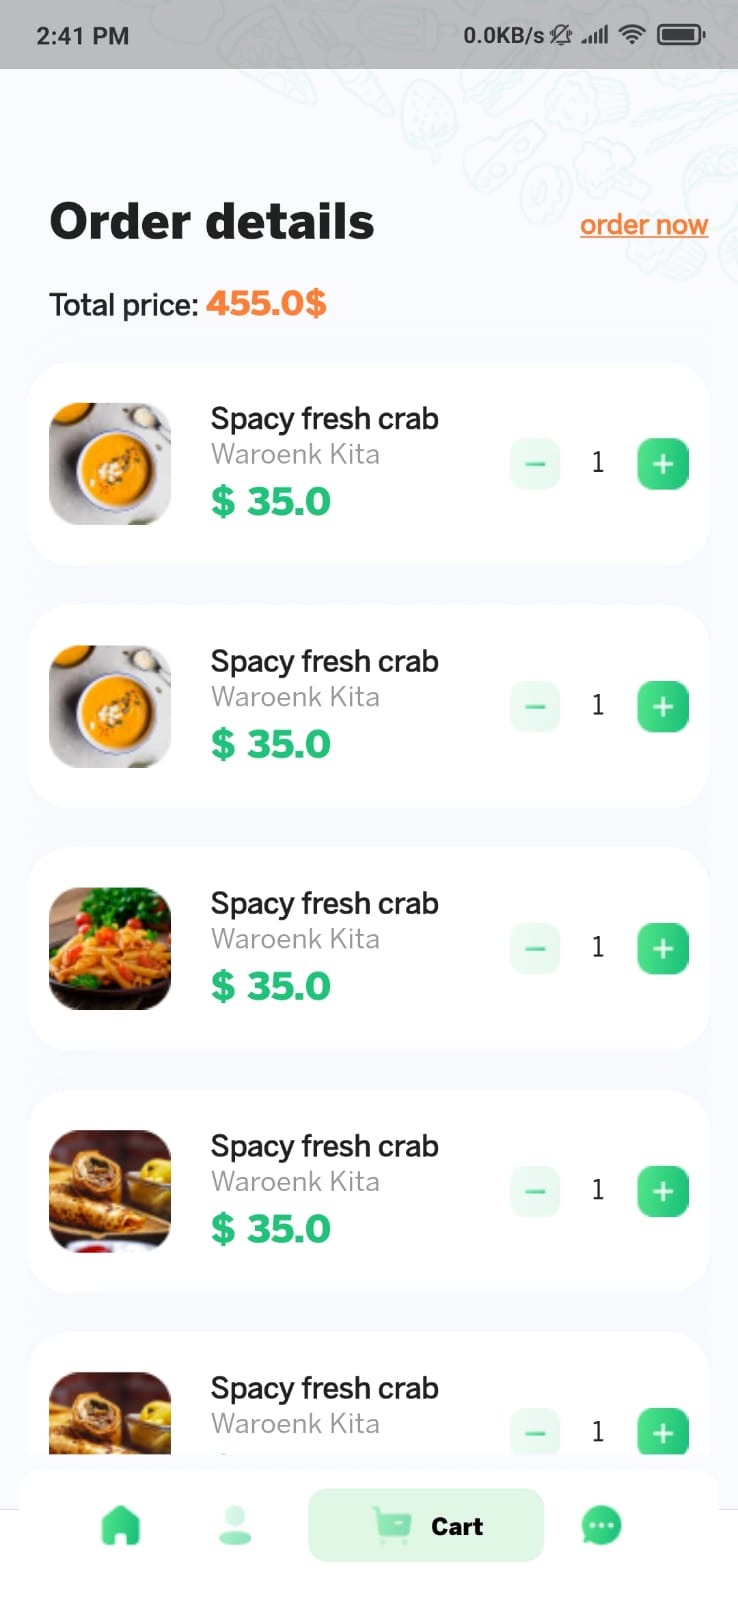 2:41 PM
0.0KB/s
Order details
order now
Total price: 455.0$
Spacy fresh crab
Waroenk Kita
$ 35.0
1
Spacy fresh crab
Waroenk Kita
$ 35.0
1
Spacy fresh crab
Waroenk Kita
$ 35.0
1
Spacy fresh crab
Waroenk Kita
$ 35.0
1
Spacy fresh crab
Waroenk Kita
1
Cart